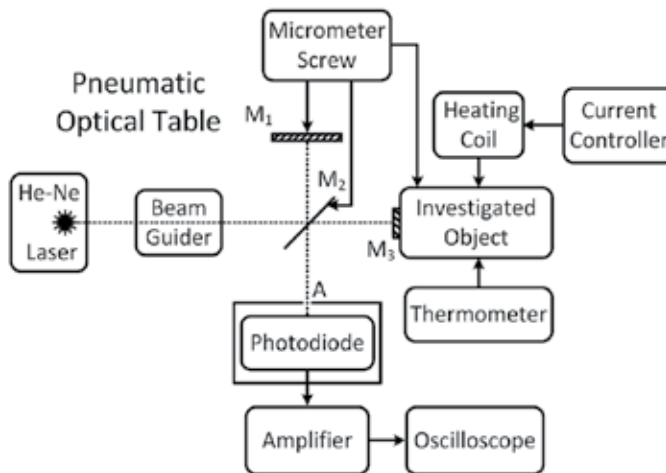 Micrometer
Screw
Pneumatic
Optical Table
M1
Heating
Coil
Current
Controller
M2
He-Ne
Laser
Beam
Guider
Investigated
Object
M3
A
Thermometer
Photodiode
Amplifier
Oscilloscope